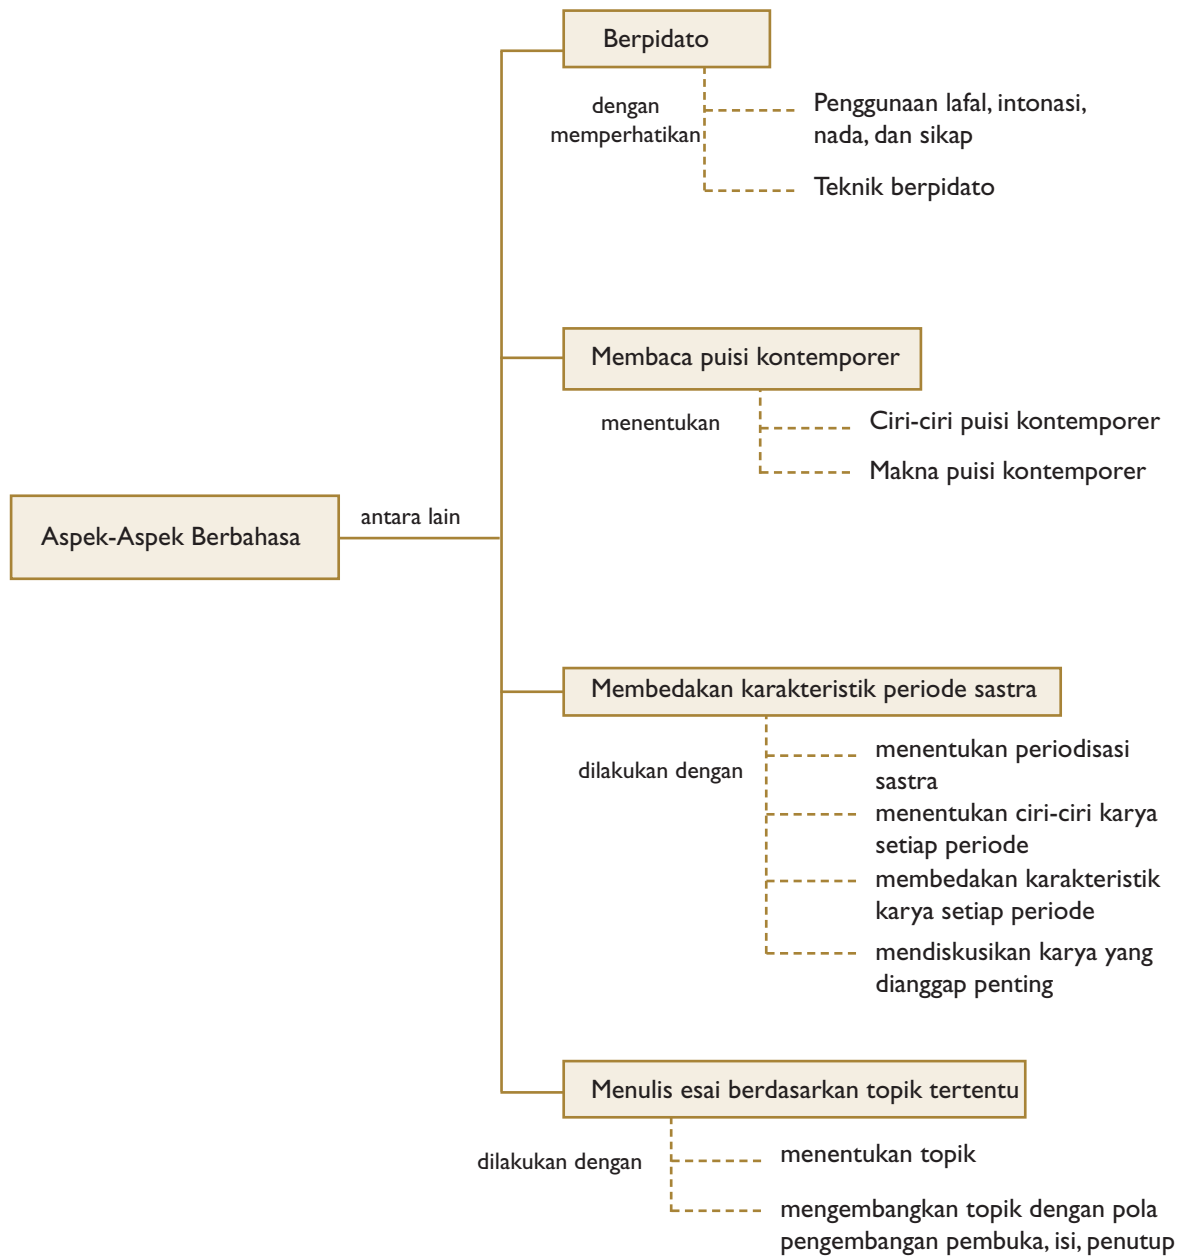 Berpidato
dengan
memperhatikan
Penggunaan lafal, intonasi,
nada, dan sikap
Teknik berpidato
Membaca puisi kontemporer
menentukan
Ciri-ciri puisi kontemporer
Makna puisi kontemporer
Aspek-Aspek Berbahasa
antara lain
Membedakan karakteristik periode sastra
dilakukan dengan
menentukan periodisasi
sastra
menentukan ciri-ciri karya
setiap periode
membedakan karakteristik
karya setiap periode
mendiskusikan karya yang
dianggap penting
Menulis esai berdasarkan topik tertentu
dilakukan dengan
menentukan topik
mengembangkan topik dengan pola
pengembangan pembuka, isi, penutup